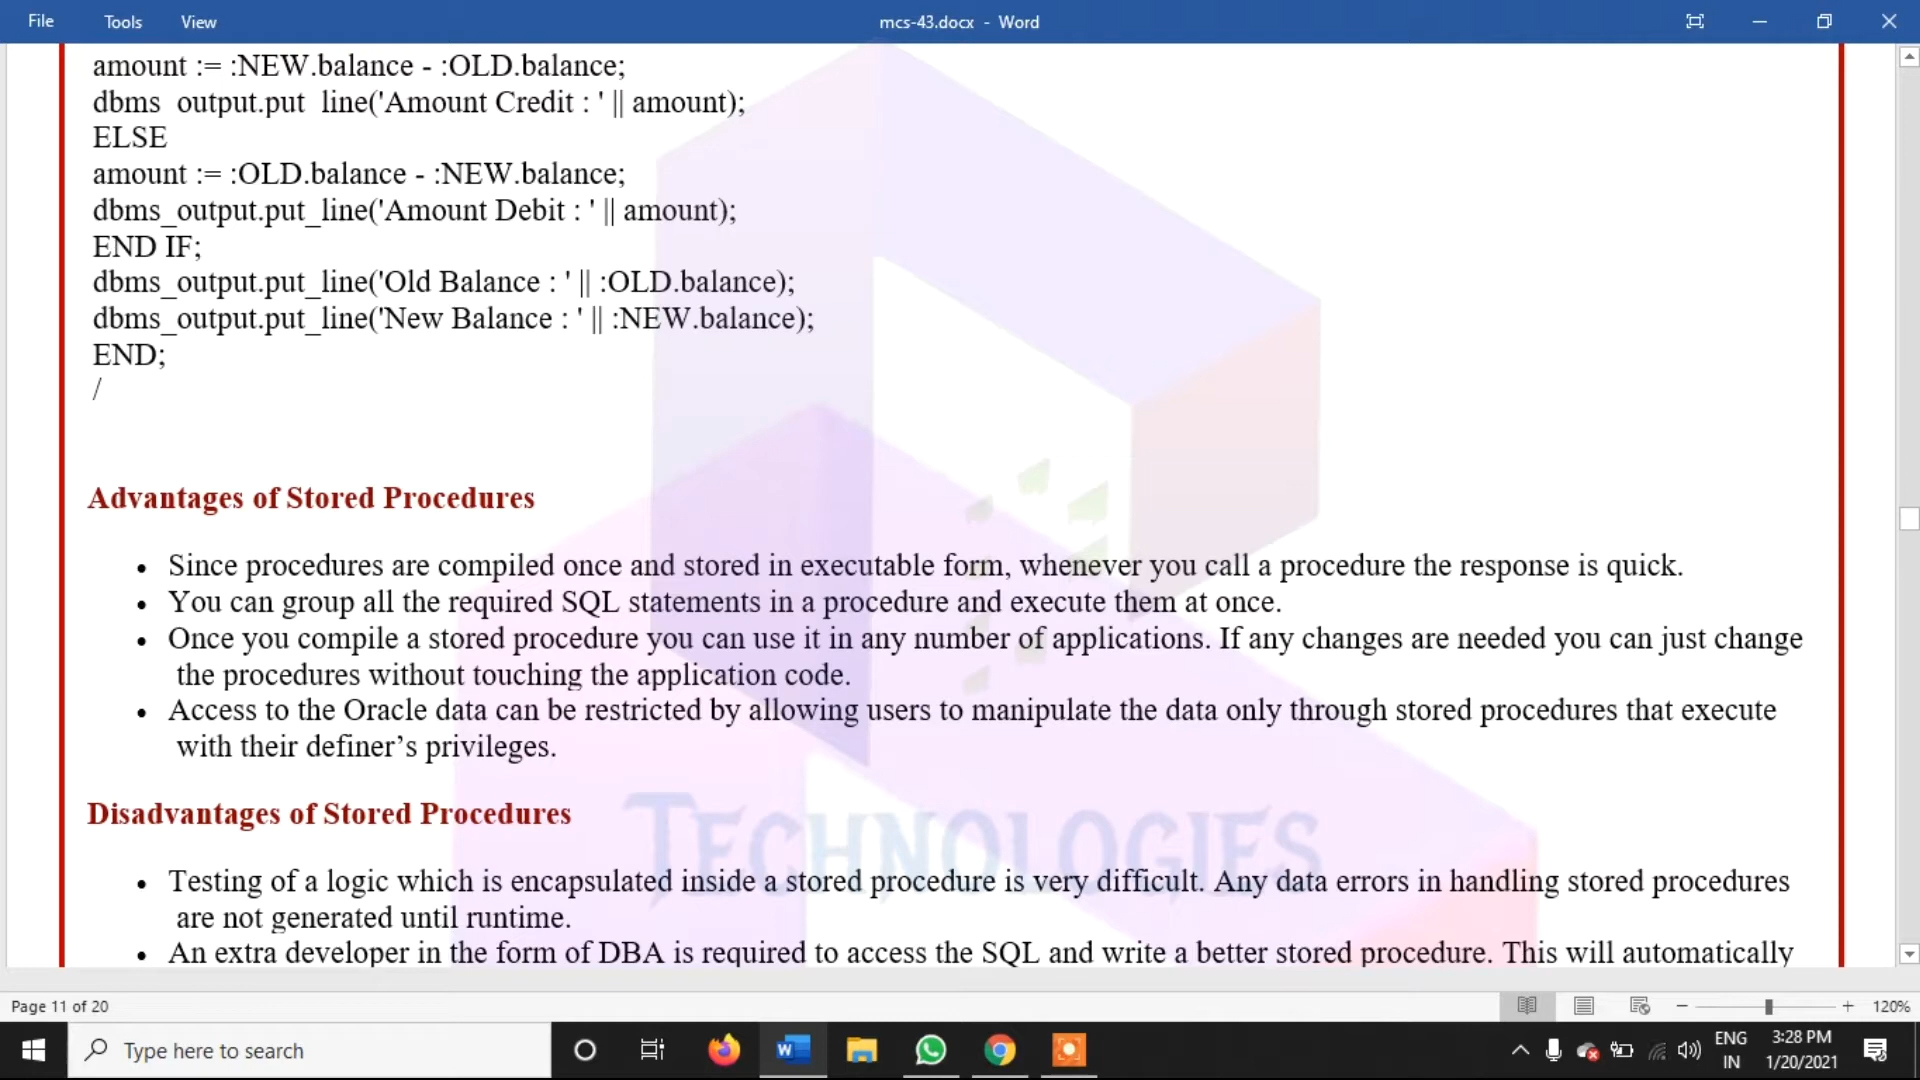 File Tools View mcs-43.docx - Word
amount := :NEW.balance - :OLD.balance;
dbms output.put line('Amount Credit : ' || amount);
ELSE
amount := :OLD.balance - :NEW.balance;
dbms_output.put_line('Amount Debit : ' || amount);
END IF;
dbms_output.put_line('Old Balance : ' || :OLD.balance);
dbms_output.put_line('New Balance : ' || :NEW.balance);
END;
/
Advantages of Stored Procedures
• Since procedures are compiled once and stored in executable form, whenever you call a procedure the response is quick.
• You can group all the required SQL statements in a procedure and execute them at once.
• Once you compile a stored procedure you can use it in any number of applications. If any changes are needed you can just change
the procedures without touching the application code.
• Access to the Oracle data can be restricted by allowing users to manipulate the data only through stored procedures that execute
with their definer’s privileges.
Disadvantages of Stored Procedures
TECHNOLOGIES
• Testing of a logic which is encapsulated inside a stored procedure is very difficult. Any data errors in handling stored procedures
are not generated until runtime.
• An extra developer in the form of DBA is required to access the SQL and write a better stored procedure. This will automatically
Page 11 of 20 120%
Type here to search
ENG 3:28 PM
IN 1/20/2021